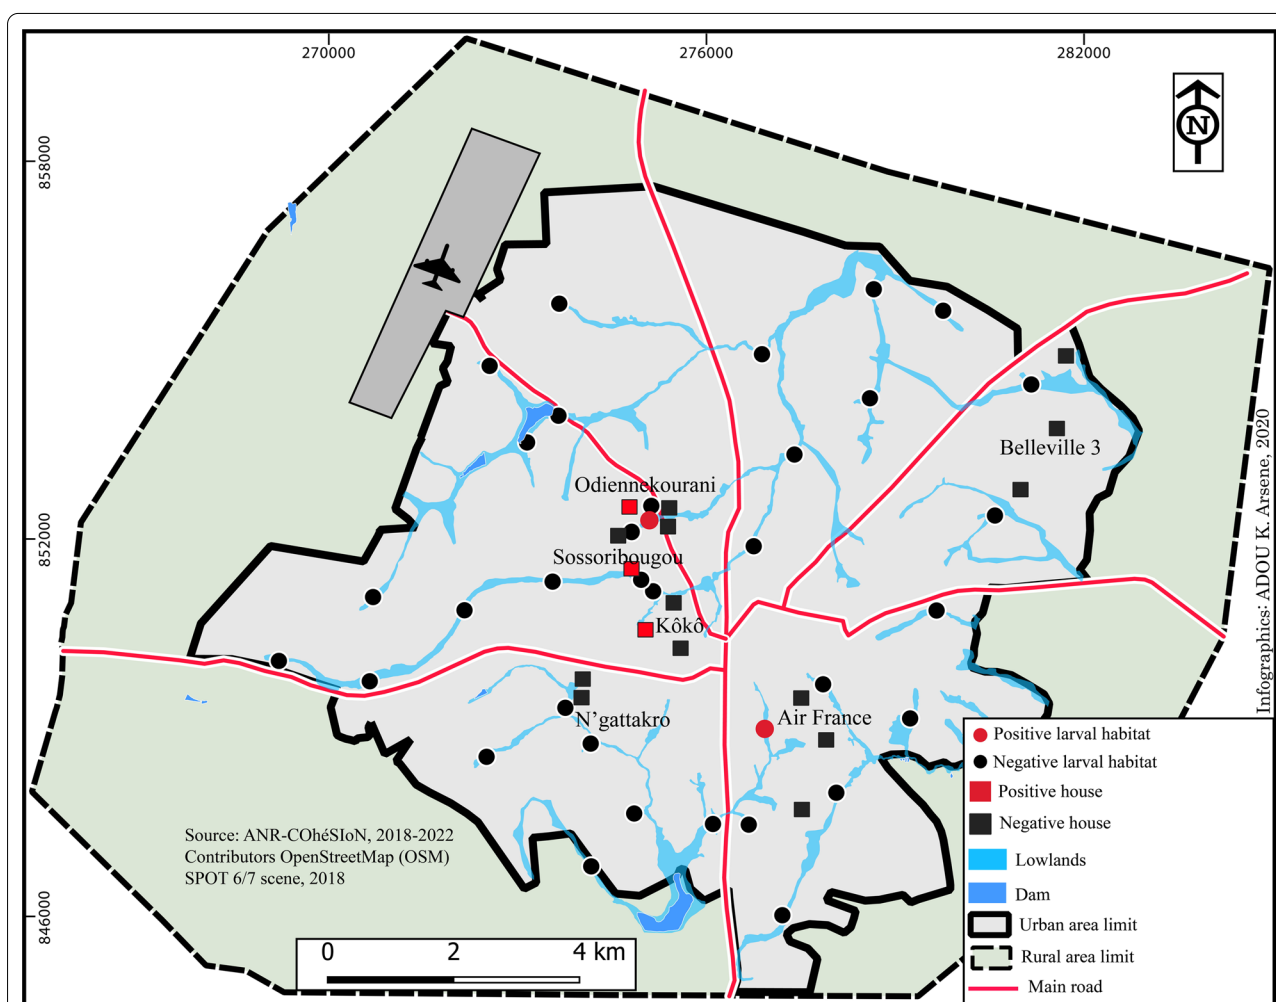 270000
276000
282000
N
858000
852000
846000
Belleville 3
Odiennekourani
Sossoribougou
Kôkô
N'gattakro
Air France
Infographics: ADOU K. Arsene, 2020
Source: ANR-COhéSIoN, 2018-2022
Contributors OpenStreetMap (OSM)
SPOT 6/7 scene, 2018
0 2 4 km
Positive larval habitat
Negative larval habitat
Positive house
Negative house
Lowlands
Dam
Urban area limit
Rural area limit
Main road